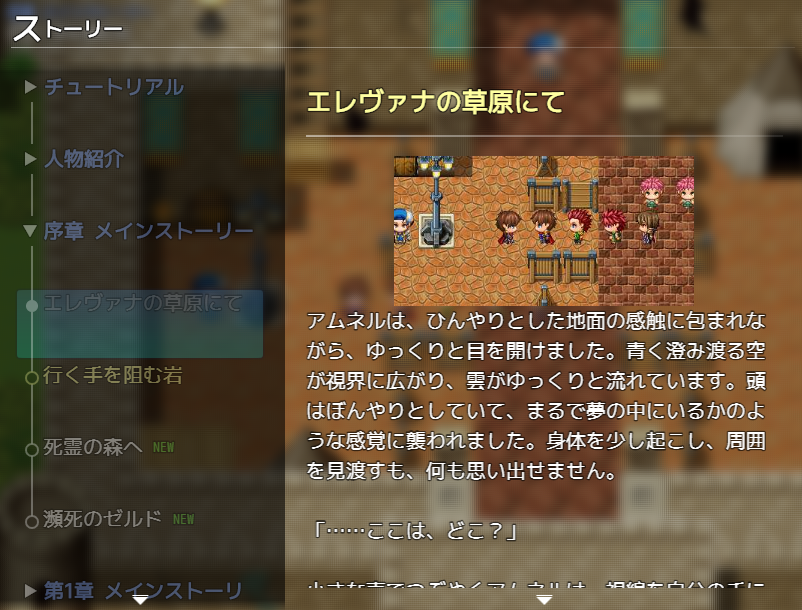 ストーリー
チュートリアル
人物紹介
序章 メインストーリー
エレヴァナの草原にて
行く手を阻む岩
死霊の森へ NEW
瀕死のゼルド NEW
第1章 メインストーリ
エレヴァナの草原にて
アムネルは、ひんやりとした地面の感触に包まれな
がら、ゆっくりと目を開けました。青く澄み渡る空
が視界に広がり、雲がゆっくりと流れています。頭
はぼんやりとしていて、まるで夢の中にいるかのよ
うな感覚に襲われました。身体を少し起こし、周囲
を見渡すも、何も思い出せません。
「……ここは、どこ？」